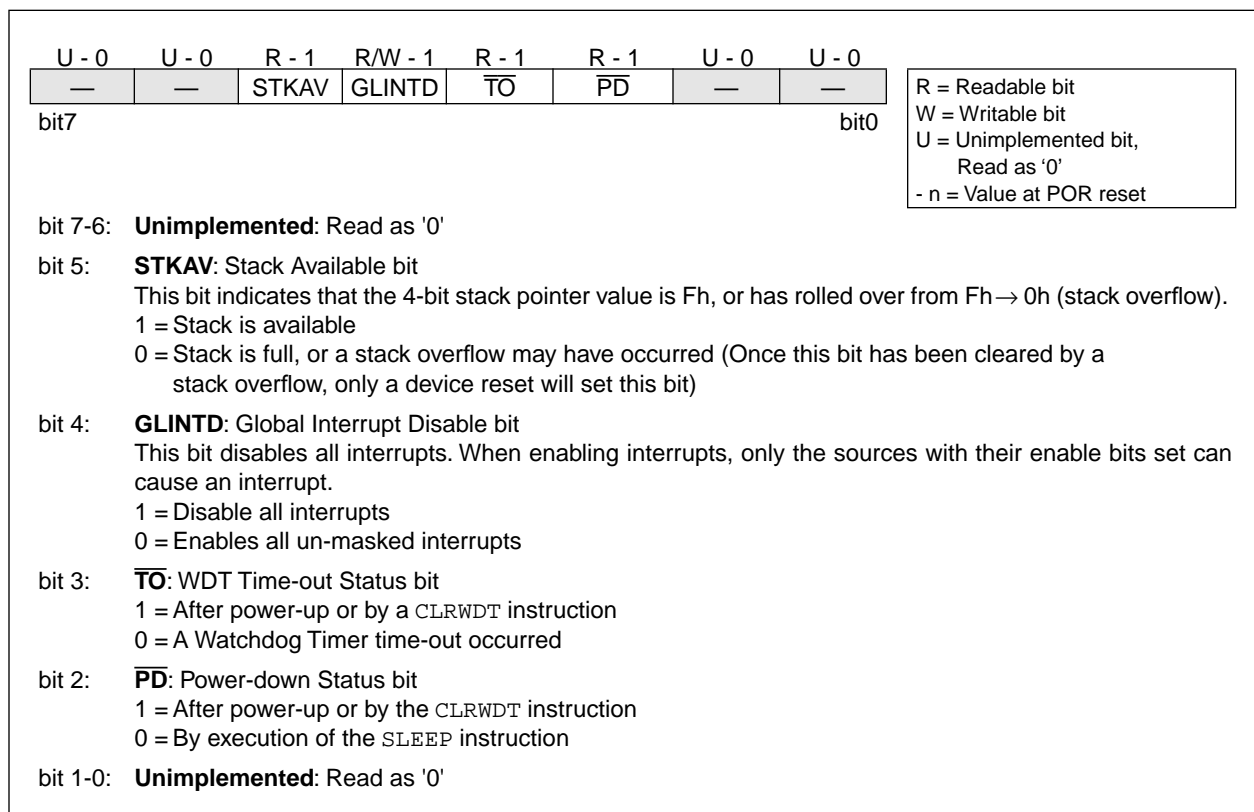 U - 0 U - 0 R - 1 R/W - 1 R - 1 R - 1 U - 0 U - 0
— — STKAV GLINTD T̅O̅ P̅D̅ — —
bit7 bit0
R = Readable bit
W = Writable bit
U = Unimplemented bit,
Read as ‘0’
- n = Value at POR reset
bit 7-6: Unimplemented: Read as '0'
bit 5: STKAV: Stack Available bit
This bit indicates that the 4-bit stack pointer value is Fh, or has rolled over from Fh→ 0h (stack overflow).
1 = Stack is available
0 = Stack is full, or a stack overflow may have occurred (Once this bit has been cleared by a
stack overflow, only a device reset will set this bit)
bit 4: GLINTD: Global Interrupt Disable bit
This bit disables all interrupts. When enabling interrupts, only the sources with their enable bits set can
cause an interrupt.
1 = Disable all interrupts
0 = Enables all un-masked interrupts
bit 3: T̅O̅: WDT Time-out Status bit
1 = After power-up or by a CLRWDT instruction
0 = A Watchdog Timer time-out occurred
bit 2: P̅D̅: Power-down Status bit
1 = After power-up or by the CLRWDT instruction
0 = By execution of the SLEEP instruction
bit 1-0: Unimplemented: Read as '0'